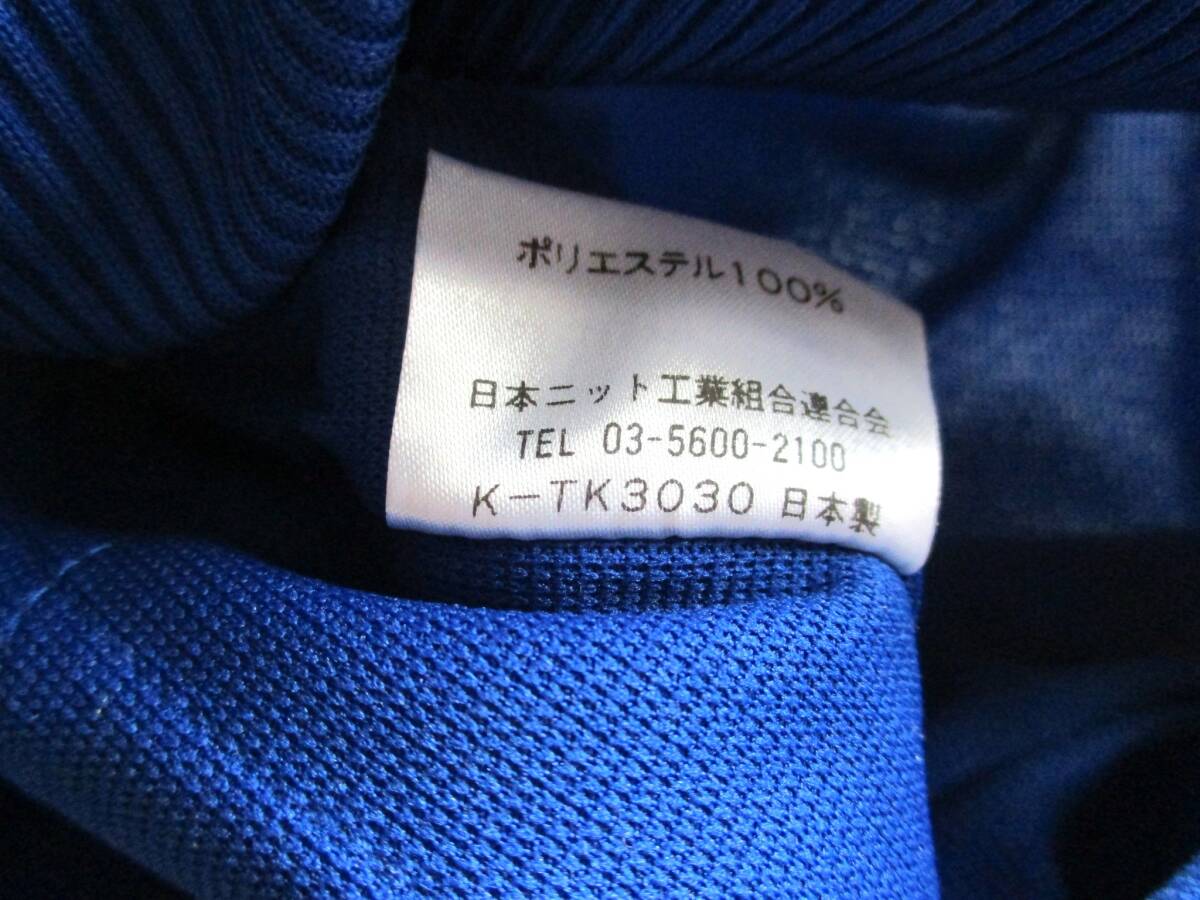 ポリエステル100%
日本ニット工業組合連合会
TEL 03-5600-2100
K-TK3030 日本製